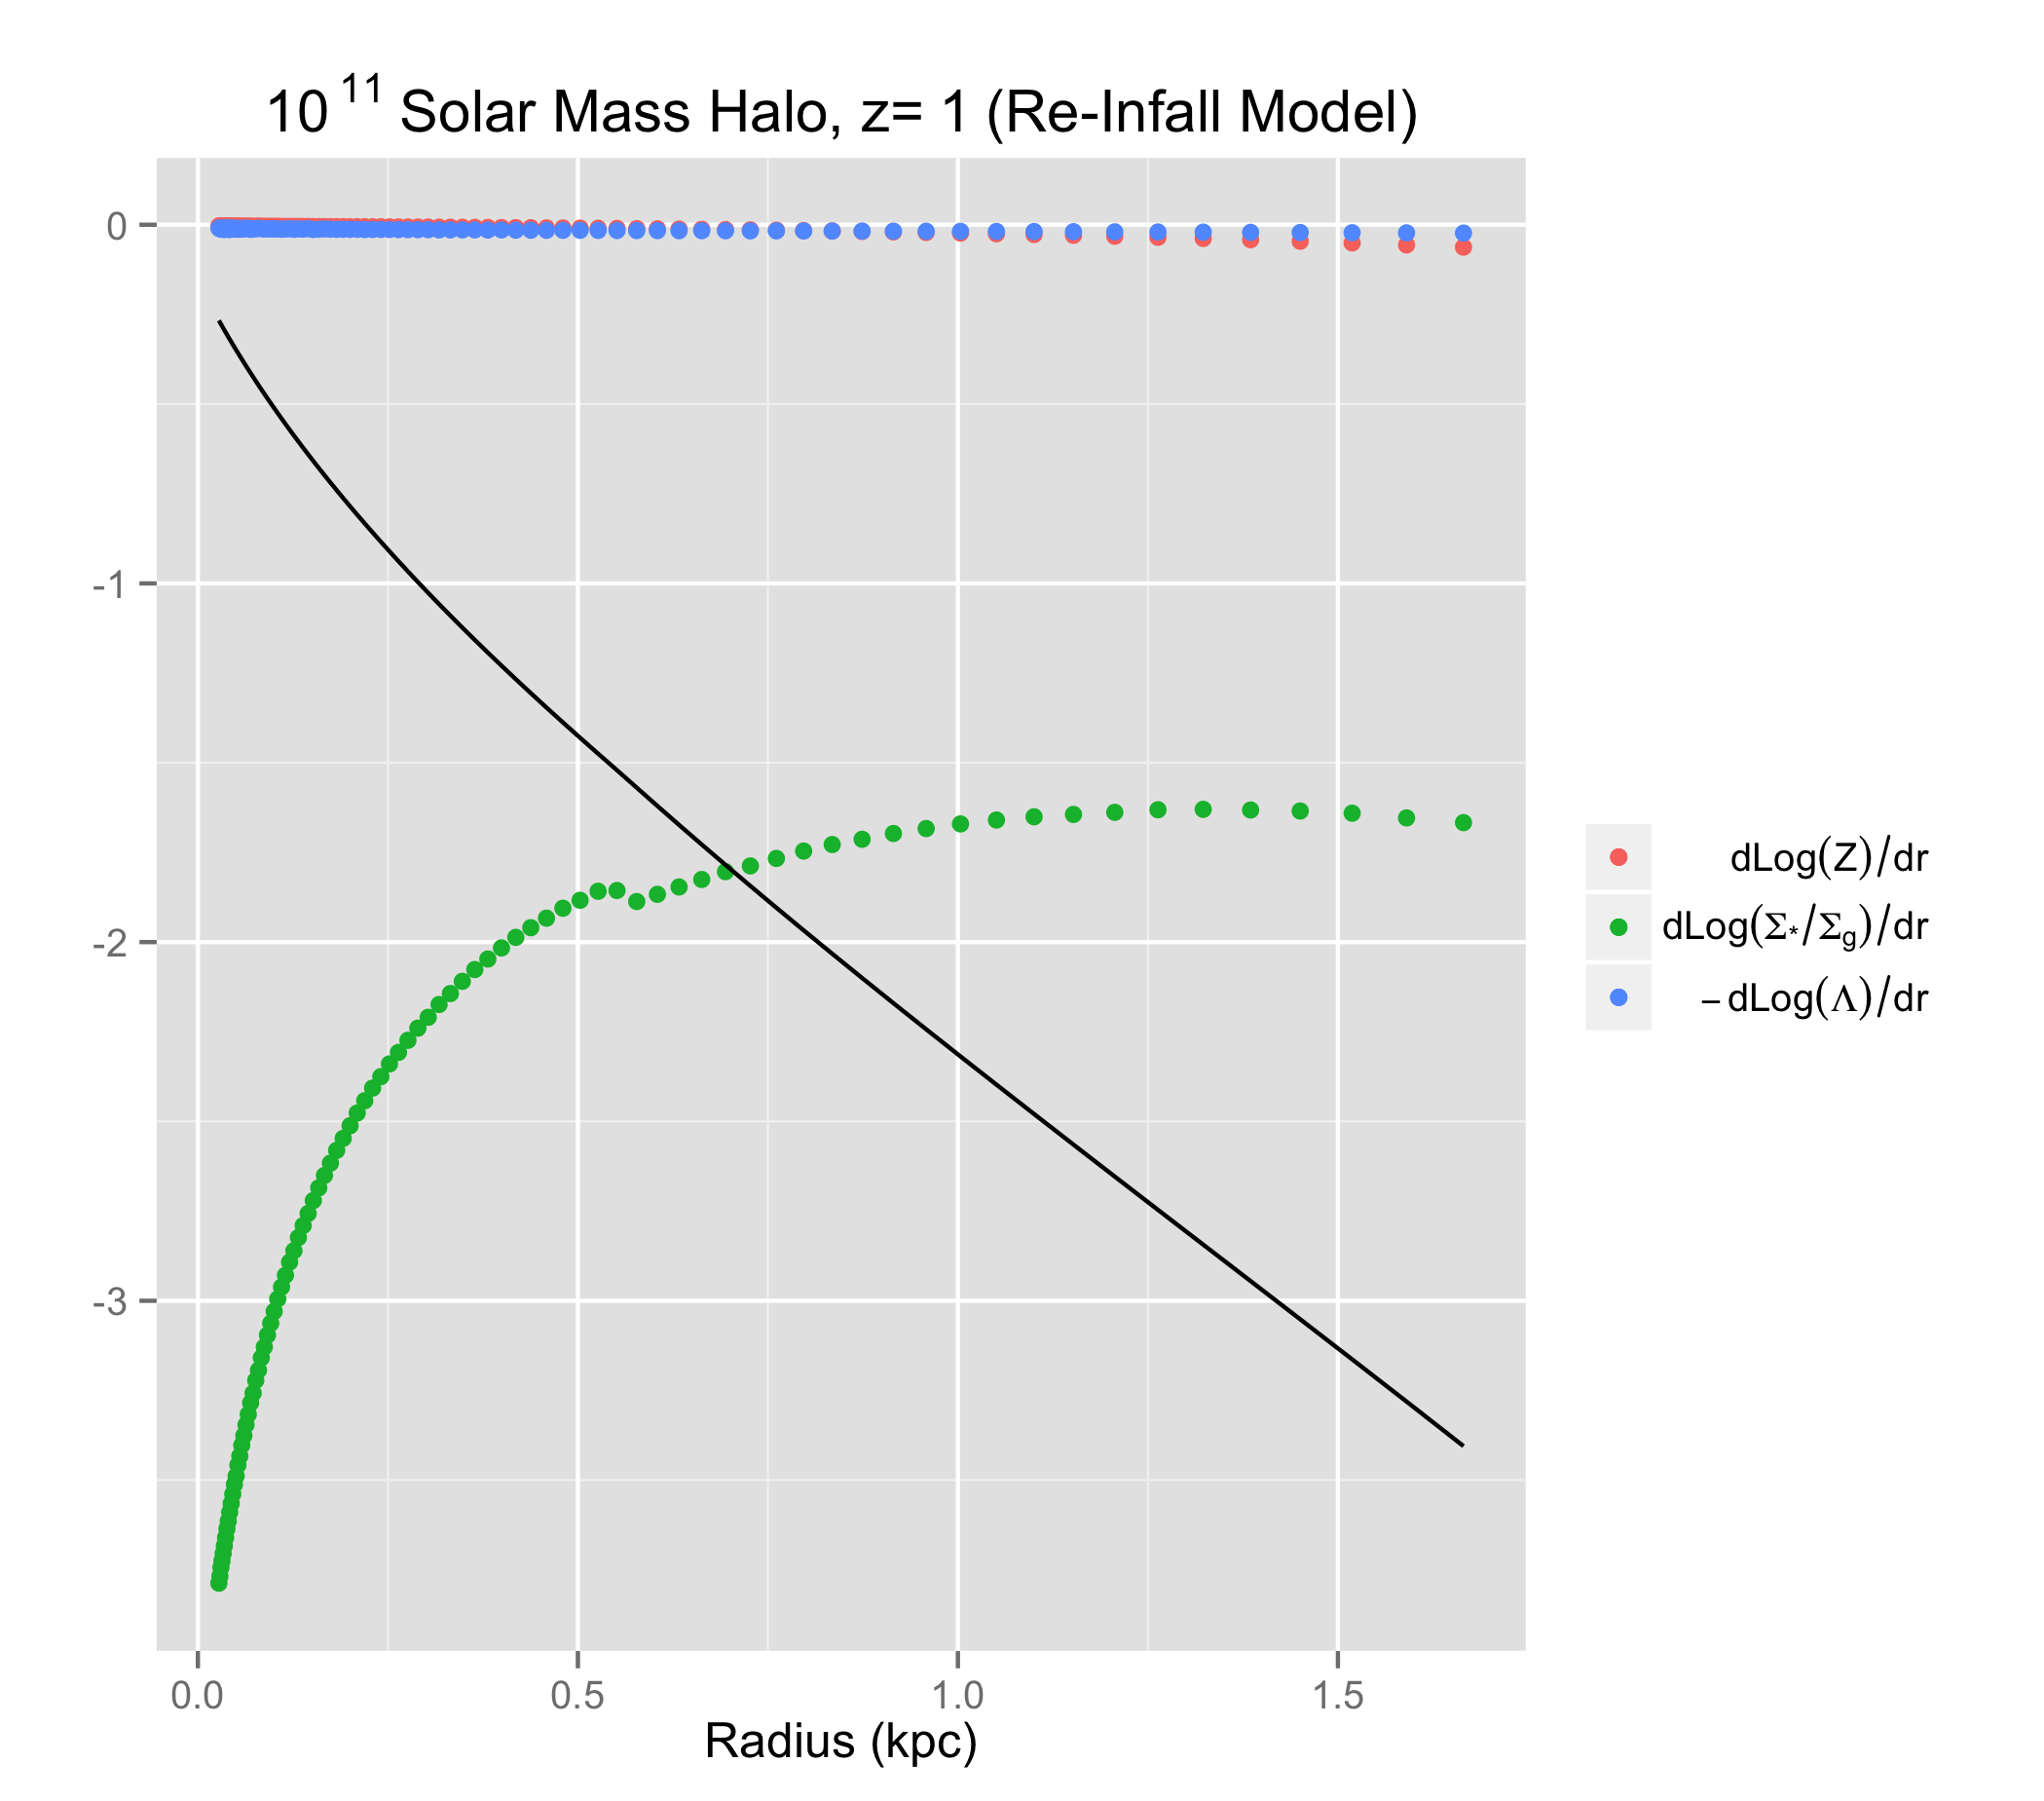 10^11 Solar Mass Halo, z= 1 (Re-Infall Model)
0
-1
-2
-3
0.0 0.5 1.0 1.5
Radius (kpc)
dLog(Z)/dr
dLog(Σ*/Σg)/dr
– dLog(Λ)/dr